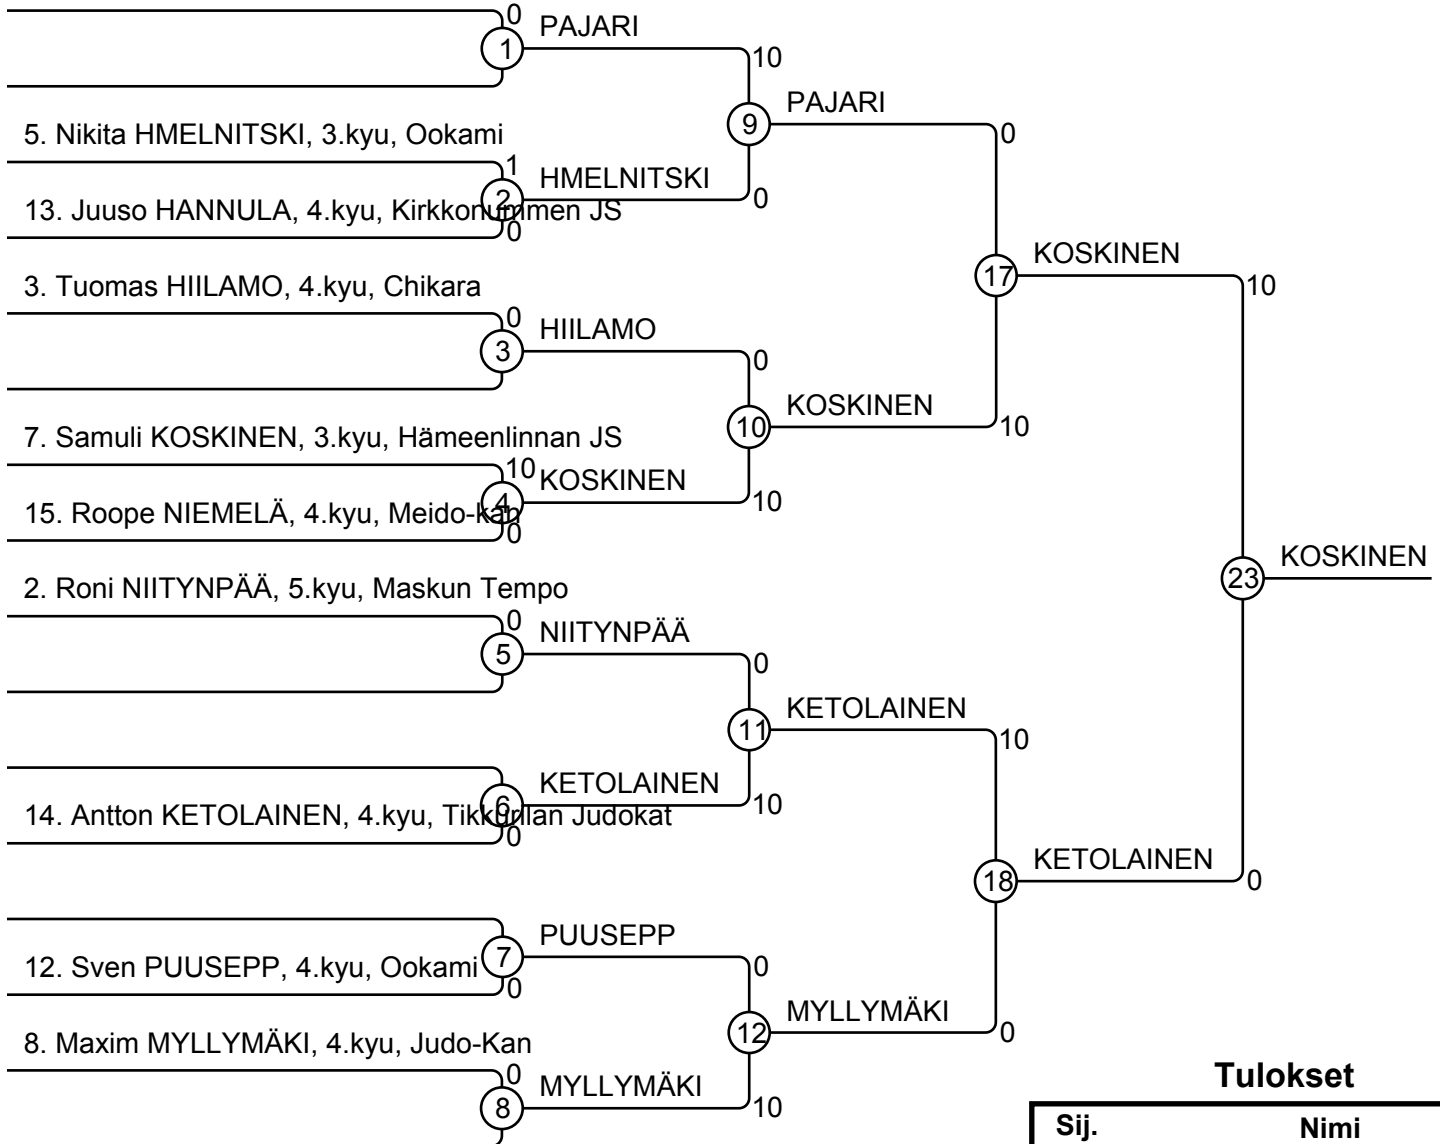 0
PAJARI
1
10
PAJARI
9
0
5. Nikita HMELNITSKI, 3.kyu, Ookami
1
HMELNITSKI
2
0
13. Juuso HANNULA, 4.kyu, Kirkkonummen JS
0
KOSKINEN
17
10
3. Tuomas HIILAMO, 4.kyu, Chikara
0
HIILAMO
3
0
KOSKINEN
10
10
7. Samuli KOSKINEN, 3.kyu, Hämeenlinnan JS
10
KOSKINEN
4
10
15. Roope NIEMELÄ, 4.kyu, Meido-kan
0
KOSKINEN
23
2. Roni NIITYNPÄÄ, 5.kyu, Maskun Tempo
0
NIITYNPÄÄ
5
0
KETOLAINEN
11
10
KETOLAINEN
6
10
14. Antton KETOLAINEN, 4.kyu, Tikkurilan Judokat
0
KETOLAINEN
18
0
PUUSEPP
7
0
12. Sven PUUSEPP, 4.kyu, Ookami
0
MYLLYMÄKI
12
0
8. Maxim MYLLYMÄKI, 4.kyu, Judo-Kan
0
MYLLYMÄKI
8
10
Tulokset
Sij. Nimi